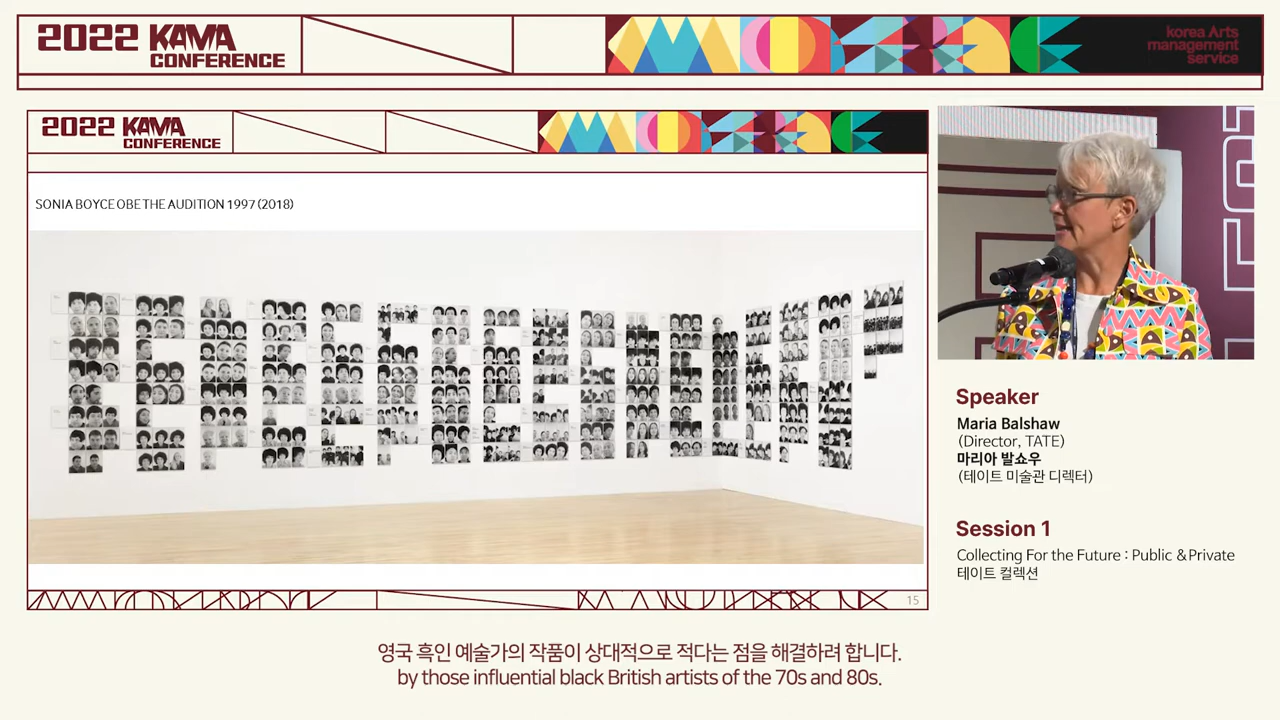 2022 KAMA
CONFERENCE
korea Arts
management
service
2022 KAMA
CONFERENCE
SONIA BOYCE OBE THE AUDITION 1997 (2018)
15
Speaker
Maria Balshaw
(Director, TATE)
마리아 발쇼우
(테이트 미술관 디렉터)
Session 1
Collecting For the Future : Public & Private
테이트 컬렉션
영국 흑인 예술가의 작품이 상대적으로 적다는 점을 해결하려 합니다.
by those influential black British artists of the 70s and 80s.